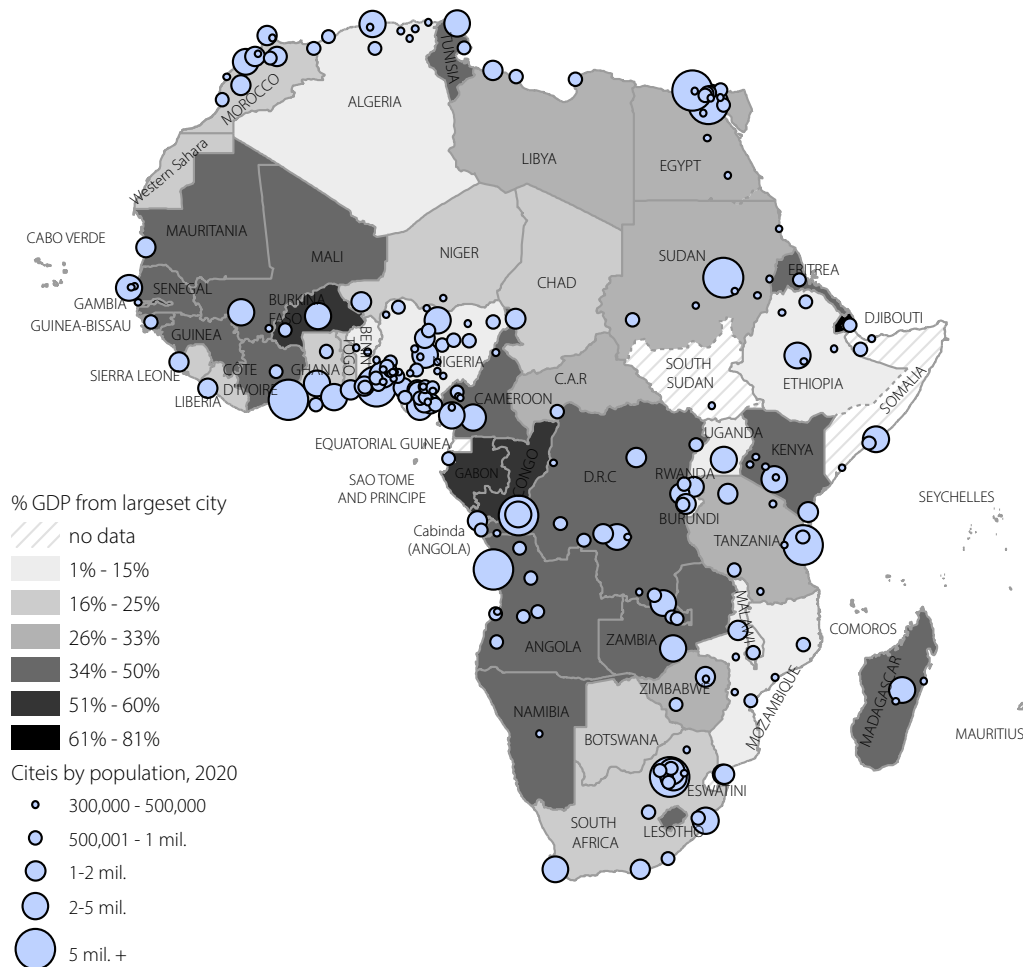 TUNISIA
MOROCCO
ALGERIA
LIBYA
EGYPT
Western Sahara
MAURITANIA
MALI
NIGER
CHAD
SUDAN
ERITREA
CABO VERDE
SENEGAL
GAMBIA
GUINEA-BISSAU
GUINEA
BURKINA
FASO
BENIN
TOGO
GHANA
NIGERIA
DJIBOUTI
SIERRA LEONE
CÔTE
D'IVOIRE
LIBERIA
CAMEROON
C.A.R
SOUTH
SUDAN
ETHIOPIA
SOMALIA
EQUATORIAL GUINEA
UGANDA
KENYA
SAO TOME
AND PRINCIPE
GABON
CONGO
D.R.C
RWANDA
BURUNDI
SEYCHELLES
Cabinda
(ANGOLA)
TANZANIA
COMOROS
ANGOLA
ZAMBIA
MALAWI
MOZAMBIQUE
ZIMBABWE
MADAGASCAR
MAURITIUS
NAMIBIA
BOTSWANA
ESWATINI
SOUTH
AFRICA
LESOTHO
% GDP from largeset city
no data
1% - 15%
16% - 25%
26% - 33%
34% - 50%
51% - 60%
61% - 81%
Citeis by population, 2020
300,000 - 500,000
500,001 - 1 mil.
1-2 mil.
2-5 mil.
5 mil. +